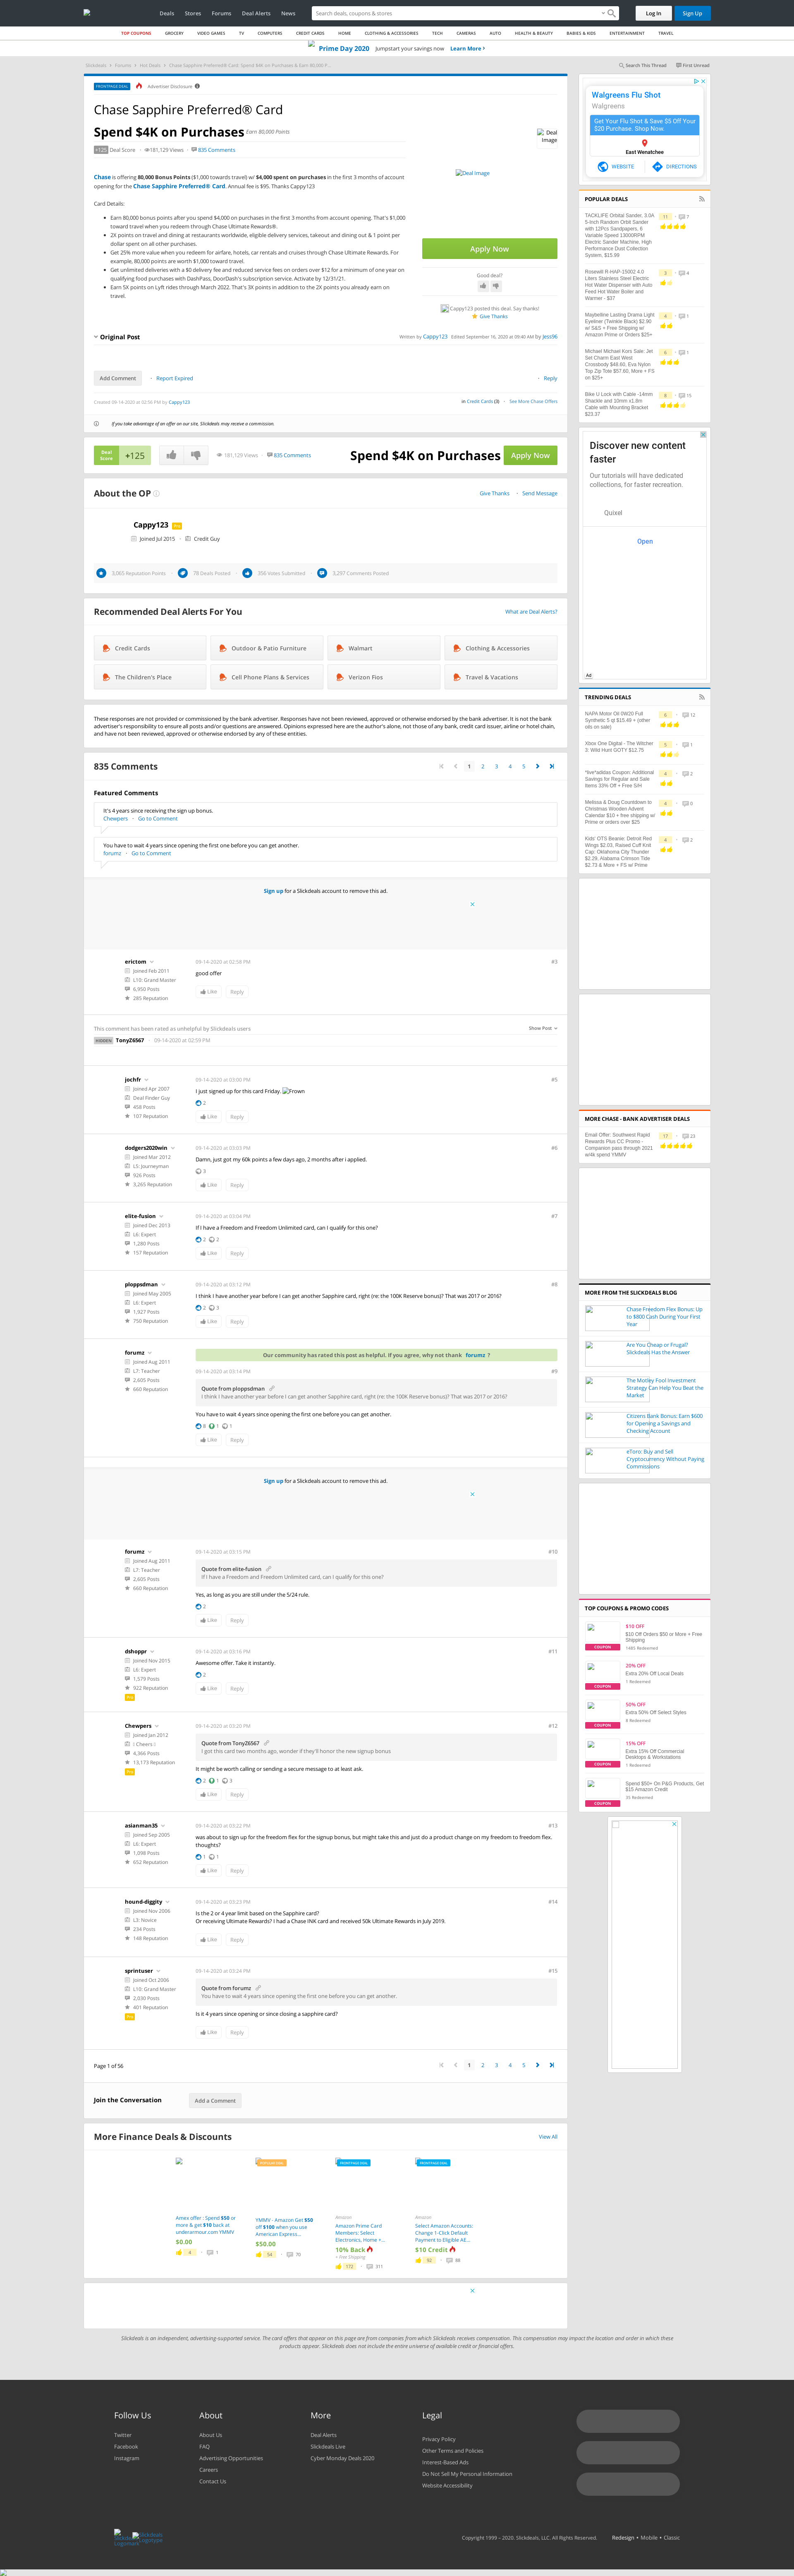 Deals Stores Forums Deal Alerts News
Search deals, coupons & stores
Log In Sign Up
TOP COUPONS GROCERY VIDEO GAMES TV COMPUTERS CREDIT CARDS HOME CLOTHING & ACCESSORIES TECH CAMERAS AUTO HEALTH & BEAUTY BABIES & KIDS ENTERTAINMENT TRAVEL
Prime Day 2020 Jumpstart your savings now Learn More ›
Slickdeals › Forums › Hot Deals › Chase Sapphire Preferred® Card: Spend $4K on Purchases & Earn 80,000 P...
Search This Thread First Unread
FRONTPAGE DEAL Advertiser Disclosure
Chase Sapphire Preferred® Card
Spend $4K on Purchases Earn 80,000 Points
+125 Deal Score 181,129 Views 835 Comments
Deal Image
Chase is offering 80,000 Bonus Points ($1,000 towards travel) w/ $4,000 spent on purchases in the first 3 months of account
opening for the Chase Sapphire Preferred® Card. Annual fee is $95. Thanks Cappy123
Card Details:
• Earn 80,000 bonus points after you spend $4,000 on purchases in the first 3 months from account opening. That's $1,000
toward travel when you redeem through Chase Ultimate Rewards®.
• 2X points on travel and at restaurants worldwide, eligible delivery services, takeout and dining out & 1 point per
dollar spent on all other purchases.
• Get 25% more value when you redeem for airfare, hotels, car rentals and cruises through Chase Ultimate Rewards. For
example, 80,000 points are worth $1,000 toward travel.
• Get unlimited deliveries with a $0 delivery fee and reduced service fees on orders over $12 for a minimum of one year on
qualifying food purchases with DashPass, DoorDash's subscription service. Activate by 12/31/21.
• Earn 5X points on Lyft rides through March 2022. That's 3X points in addition to the 2X points you already earn on
travel.
Deal Image
Apply Now
Good deal?
Cappy123 posted this deal. Say thanks!
Give Thanks
Original Post
Written by Cappy123 Edited September 16, 2020 at 09:40 AM by Jess96
Add Comment Report Expired Reply
Created 09-14-2020 at 02:56 PM by Cappy123
in Credit Cards (3) • See More Chase Offers
If you take advantage of an offer on our site, Slickdeals may receive a commission.
Deal Score +125 181,129 Views 835 Comments
Spend $4K on Purchases Apply Now
About the OP
Give Thanks • Send Message
Cappy123 Pro
Joined Jul 2015 Credit Guy
3,065 Reputation Points 78 Deals Posted 356 Votes Submitted 3,297 Comments Posted
Recommended Deal Alerts For You
What are Deal Alerts?
Credit Cards Outdoor & Patio Furniture Walmart Clothing & Accessories
The Children's Place Cell Phone Plans & Services Verizon Fios Travel & Vacations
These responses are not provided or commissioned by the bank advertiser. Responses have not been reviewed, approved or otherwise endorsed by the bank advertiser. It is not the bank
advertiser's responsibility to ensure all posts and/or questions are answered. Opinions expresses here are the author's alone, not those of any bank, credit card issuer, airline or hotel chain,
and have not been reviewed, approved or otherwise endorsed by any of these entities.
835 Comments
1 2 3 4 5
Featured Comments
It's 4 years since receiving the sign up bonus.
Chewpers • Go to Comment
You have to wait 4 years since opening the first one before you can get another.
forumz • Go to Comment
Sign up for a Slickdeals account to remove this ad.
erictom
Joined Feb 2011
L10: Grand Master
6,950 Posts
285 Reputation
09-14-2020 at 02:58 PM #3
good offer
Like Reply
This comment has been rated as unhelpful by Slickdeals users
Show Post
HIDDEN TonyZ6567 • 09-14-2020 at 02:59 PM
jochfr
Joined Apr 2007
Deal Finder Guy
458 Posts
107 Reputation
09-14-2020 at 03:00 PM #5
I just signed up for this card Friday. Frown
2
Like Reply
dodgers2020win
Joined Mar 2012
L5: Journeyman
926 Posts
3,265 Reputation
09-14-2020 at 03:03 PM #6
Damn, just got my 60k points a few days ago, 2 months after i applied.
3
Like Reply
elite-fusion
Joined Dec 2013
L6: Expert
1,280 Posts
157 Reputation
09-14-2020 at 03:04 PM #7
If I have a Freedom and Freedom Unlimited card, can I qualify for this one?
2 2
Like Reply
ploppsdman
Joined May 2005
L6: Expert
1,927 Posts
750 Reputation
09-14-2020 at 03:12 PM #8
I think I have another year before I can get another Sapphire Card, right (re: the 100K Reserve bonus)? That was 2017 or 2016?
2 3
Like Reply
forumz
Joined Aug 2011
L7: Teacher
2,605 Posts
660 Reputation
Our community has rated this post as helpful. If you agree, why not thank forumz ?
09-14-2020 at 03:14 PM #9
Quote from ploppsdman
I think I have another year before I can get another Sapphire Card, right (re: the 100K Reserve bonus)? That was 2017 or 2016?
You have to wait 4 years since opening the first one before you can get another.
8 1 1
Like Reply
Sign up for a Slickdeals account to remove this ad.
forumz
Joined Aug 2011
L7: Teacher
2,605 Posts
660 Reputation
09-14-2020 at 03:15 PM #10
Quote from elite-fusion
If I have a Freedom and Freedom Unlimited card, can I qualify for this one?
Yes, as long as you are still under the 5/24 rule.
2
Like Reply
dshoppr
Joined Nov 2015
L6: Expert
1,579 Posts
922 Reputation
Pro
09-14-2020 at 03:16 PM #11
Awesome offer. Take it instantly.
2
Like Reply
Chewpers
Joined Jan 2012
Cheers
4,366 Posts
13,173 Reputation
Pro
09-14-2020 at 03:20 PM #12
Quote from TonyZ6567
I got this card two months ago, wonder if they'll honor the new signup bonus
It might be worth calling or sending a secure message to at least ask.
2 1 3
Like Reply
asianman35
Joined Sep 2005
L6: Expert
1,098 Posts
652 Reputation
09-14-2020 at 03:22 PM #13
was about to sign up for the freedom flex for the signup bonus, but might take this and just do a product change on my freedom to freedom flex.
thoughts?
1 1
Like Reply
hound-diggity
Joined Nov 2006
L3: Novice
234 Posts
148 Reputation
09-14-2020 at 03:23 PM #14
Is the 2 or 4 year limit based on the Sapphire card?
Or receiving Ultimate Rewards? I had a Chase INK card and received 50k Ultimate Rewards in July 2019.
Like Reply
sprintuser
Joined Oct 2006
L10: Grand Master
2,030 Posts
401 Reputation
Pro
09-14-2020 at 03:24 PM #15
Quote from forumz
You have to wait 4 years since opening the first one before you can get another.
Is it 4 years since opening or since closing a sapphire card?
Like Reply
Page 1 of 56
1 2 3 4 5
Join the Conversation Add a Comment
More Finance Deals & Discounts
View All
Amex offer : Spend $50 or more & get $10 back at underarmour.com YMMV
$0.00
4 1
YMMV - Amazon Get $50 off $100 when you use American Express...
$50.00
54 76
FRONTPAGE DEAL
Amazon
Amazon Prime Card Members: Select Electronics, Home +...
10% Back
+ Free Shipping
172 311
FRONTPAGE DEAL
Amazon
Select Amazon Accounts: Change 1-Click Default Payment to Eligible AE...
$10 Credit
92 88
Walgreens Flu Shot
Walgreens
Get Your Flu Shot & Save $5 Off Your
$20 Purchase. Shop Now.
East Wenatchee
WEBSITE DIRECTIONS
POPULAR DEALS
TACKLIFE Orbital Sander, 3.0A 5-Inch Random Orbit Sander with 12Pcs Sandpapers, 6 Variable Speed 13000RPM Electric Sander Machine, High Performance Dust Collection System, $15.99
11 7
Rosewill R-HAP-15002 4.0 Liters Stainless Steel Electric Hot Water Dispenser with Auto Feed Hot Water Boiler and Warmer - $37
3 4
Maybelline Lasting Drama Light Eyeliner (Twinkle Black) $2.90 w/ S&S + Free Shipping w/ Amazon Prime or Orders $25+
4 1
Michael Michael Kors Sale: Jet Set Charm East West Crossbody $49.60, Eva Nylon Top Zip Tote $57.60, More + FS on $25+
6 1
Bike U Lock with Cable -14mm Shackle and 10mm x1.8m Cable with Mounting Bracket $23.37
8 10
Discover new content
faster
Our tutorials will have dedicated
collections, for faster recreation.
Quixel
Open
Ad
TRENDING DEALS
NAPA Motor Oil 0W20 Full Synthetic 5 qt $15.49 + (other oils on sale)
6 12
Xbox One Digital - The Witcher 3: Wild Hunt GOTY $12.75
5 1
*live*adidas Coupon: Additional Savings for Regular and Sale Items 33% Off + Free S/H
4 2
Melissa & Doug Countdown to Christmas Wooden Advent Calendar $10 + free shipping w/ Prime or orders over $25
4 0
Kids' OTS Beanie: Detroit Red Wings $2.03, Raised Cuff Knit Cap: Oklahoma City Thunder $2.29, Alabama Crimson Tide $2.73 & More + FS w/ Prime
4 2
MORE CHASE - BANK ADVERTISER DEALS
Email Offer: Southwest Rapid Rewards Plus CC Promo - Companion pass through 2021 w/4k spend YMMV
17 23
MORE FROM THE SLICKDEALS BLOG
Chase Freedom Flex Bonus: Up to $800 Cash During Your First Year
Are You Cheap or Frugal? Slickdeals Has the Answer
The Motley Fool Investment Strategy Can Help You Beat the Market
Citizens Bank Bonus: Earn $600 for Opening a Savings and Checking Account
eToro: Buy and Sell Cryptocurrency Without Paying Commissions
TOP COUPONS & PROMO CODES
$10 OFF
$10 Off Orders $50 or More + Free Shipping
1485 Redeemed
COUPON
20% OFF
Extra 20% Off Local Deals
1 Redeemed
COUPON
50% OFF
Extra 50% Off Select Styles
8 Redeemed
COUPON
15% OFF
Extra 15% Off Commercial Desktops & Workstations
1 Redeemed
COUPON
Spend $50+ On P&G Products, Get $15 Amazon Credit
35 Redeemed
COUPON
Slickdeals is an independent, advertising-supported service. The card offers that appear on this page are from companies from which Slickdeals receives compensation. This compensation may impact the location and order in which these
products appear. Slickdeals does not include the entire universe of available credit or financial offers.
Follow Us
Twitter
Facebook
Instagram
About
About Us
FAQ
Advertising Opportunities
Careers
Contact Us
More
Deal Alerts
Slickdeals Live
Cyber Monday Deals 2020
Legal
Privacy Policy
Other Terms and Policies
Interest-Based Ads
Do Not Sell My Personal Information
Website Accessibility
Copyright 1999 – 2020. Slickdeals, LLC. All Rights Reserved. Redesign • Mobile • Classic